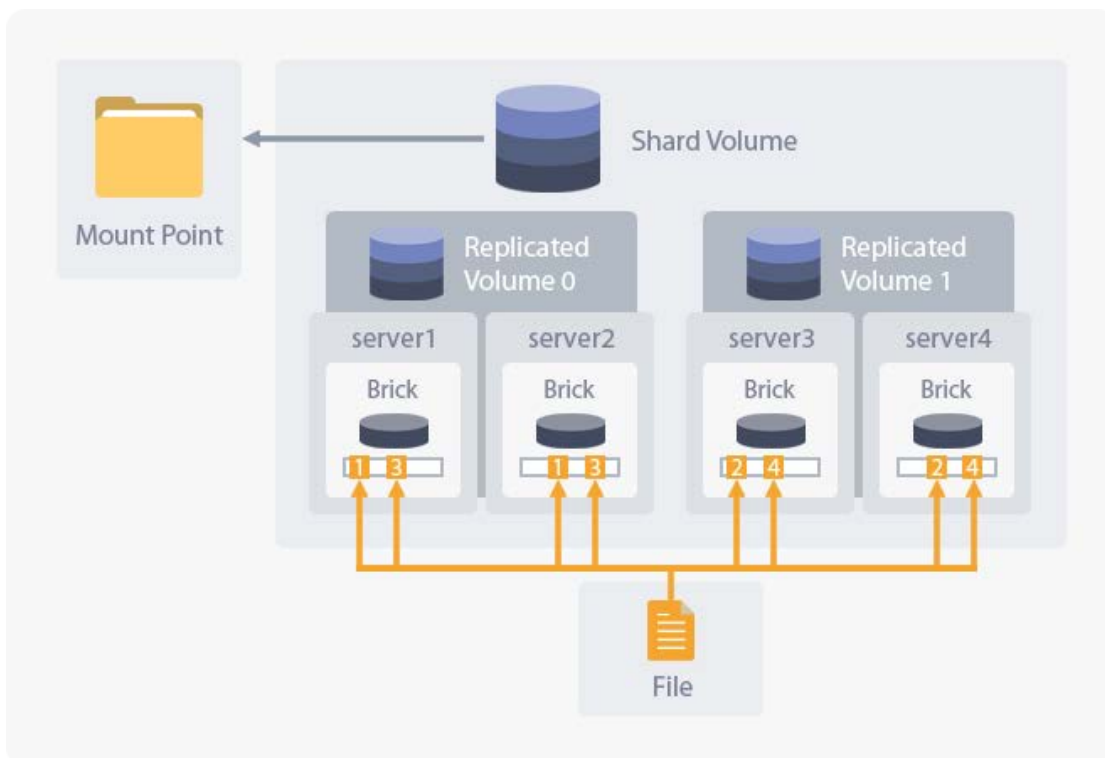 Shard Volume
Mount Point
Replicated
Volume 0
Replicated
Volume 1
server1
server2
server3
server4
Brick
Brick
Brick
Brick
1 3
1 3
2 4
2 4
File